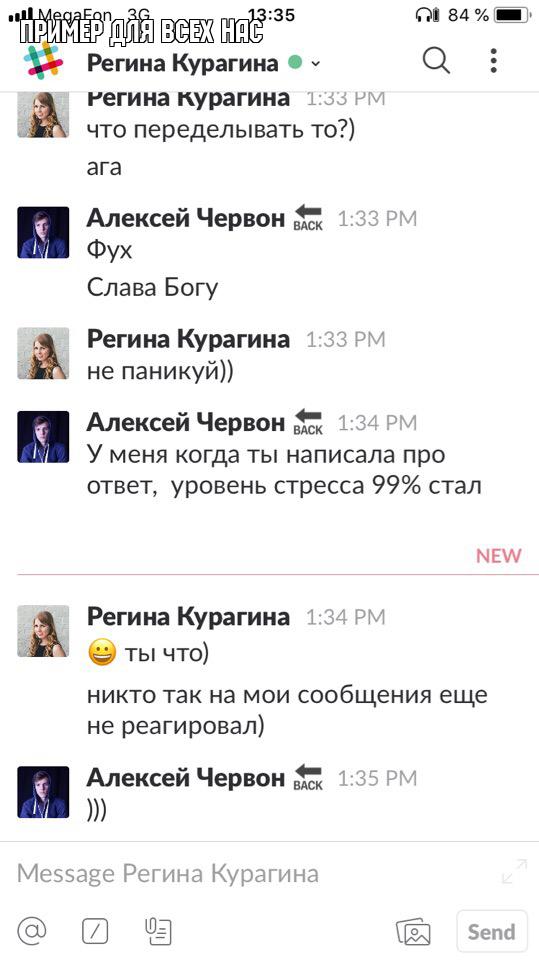 MegaFon 3G 13:35 84 %
ПРИМЕР ДЛЯ ВСЕХ НАС
Регина Курагина
Регина Курагина 1:33 PM
что переделывать то?)
ага
Алексей Червон BACK 1:33 PM
Фух
Слава Богу
Регина Курагина 1:33 PM
не паникуй))
Алексей Червон BACK 1:34 PM
У меня когда ты написала про
ответ, уровень стресса 99% стал
NEW
Регина Курагина 1:34 PM
😀 ты что)
никто так на мои сообщения еще
не реагировал)
Алексей Червон BACK 1:35 PM
)))
Message Регина Курагина
Send